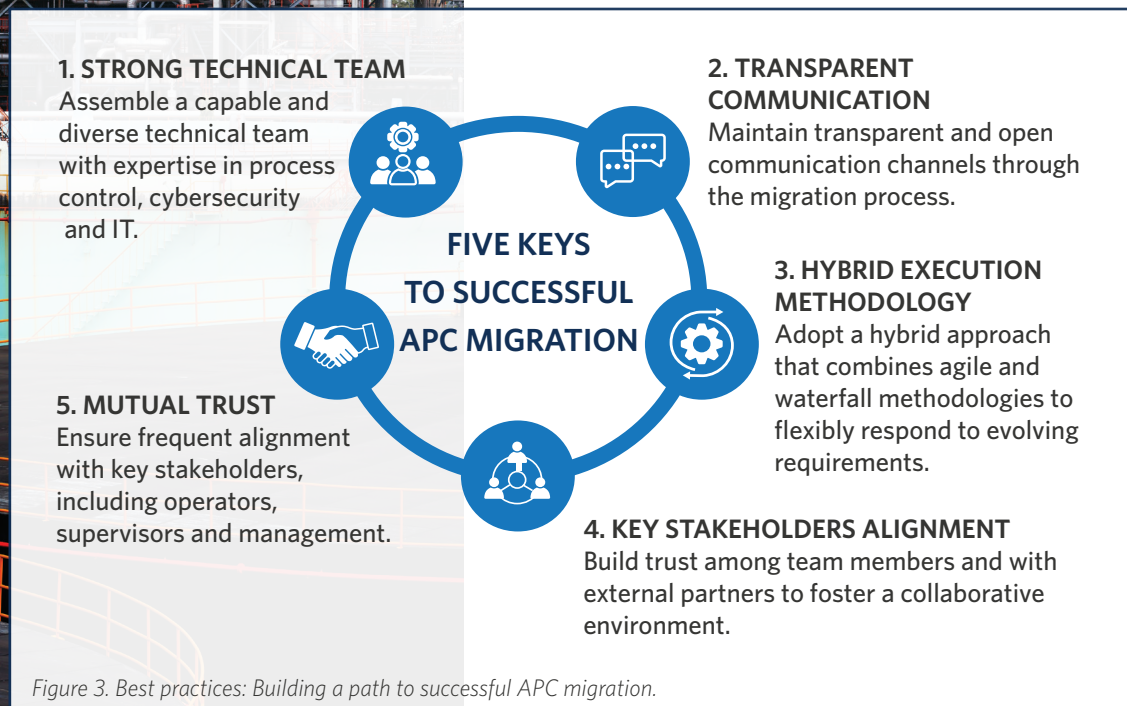 1. STRONG TECHNICAL TEAM
Assemble a capable and
diverse technical team
with expertise in process
control, cybersecurity
and IT.
2. TRANSPARENT
COMMUNICATION
Maintain transparent and open
communication channels through
the migration process.
FIVE KEYS
TO SUCCESSFUL
APC MIGRATION
3. HYBRID EXECUTION
METHODOLOGY
Adopt a hybrid approach
that combines agile and
waterfall methodologies to
flexibly respond to evolving
requirements.
4. KEY STAKEHOLDERS ALIGNMENT
Build trust among team members and with
external partners to foster a collaborative
environment.
5. MUTUAL TRUST
Ensure frequent alignment
with key stakeholders,
including operators,
supervisors and management.
Figure 3. Best practices: Building a path to successful APC migration.